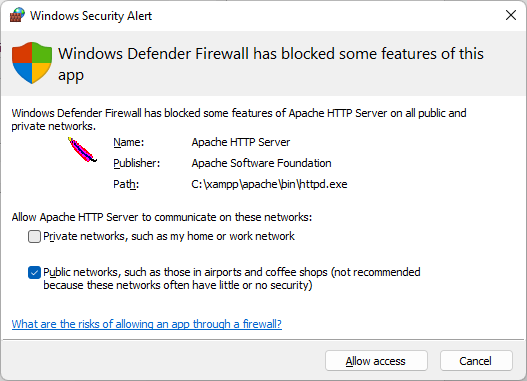 Windows Security Alert
Windows Defender Firewall has blocked some features of this
app
Windows Defender Firewall has blocked some features of Apache HTTP Server on all public and
private networks.
Name: Apache HTTP Server
Publisher: Apache Software Foundation
Path: C:\xampp\apache\bin\httpd.exe
Allow Apache HTTP Server to communicate on these networks:
Private networks, such as my home or work network
Public networks, such as those in airports and coffee shops (not recommended
because these networks often have little or no security)
What are the risks of allowing an app through a firewall?
Allow access Cancel